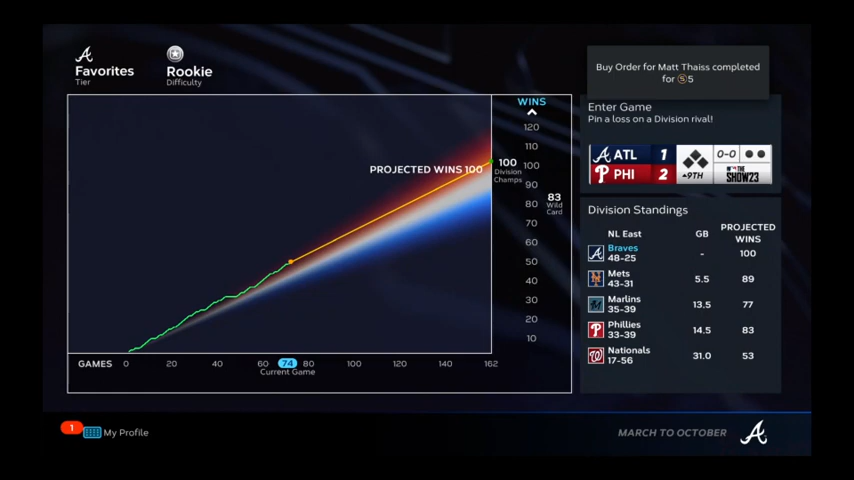 Favorites
Tier
Rookie
Difficulty
Buy Order for Matt Thaiss completed
for 5
WINS
120
110
100
90
80
70
60
50
40
30
20
10
PROJECTED WINS 100
100
Division
Champs
83
Wild
Card
GAMES 0 20 40 60 74 80 100 120 140 162
Current Game
Enter Game
Pin a loss on a Division rival!
ATL 1
PHI 2
9TH
0-0
THE
SHOW23
Division Standings
NL East GB PROJECTED
WINS
Braves
48-25 - 100
Mets
43-31 5.5 89
Marlins
35-39 13.5 77
Phillies
33-39 14.5 83
Nationals
17-56 31.0 53
1 My Profile
MARCH TO OCTOBER